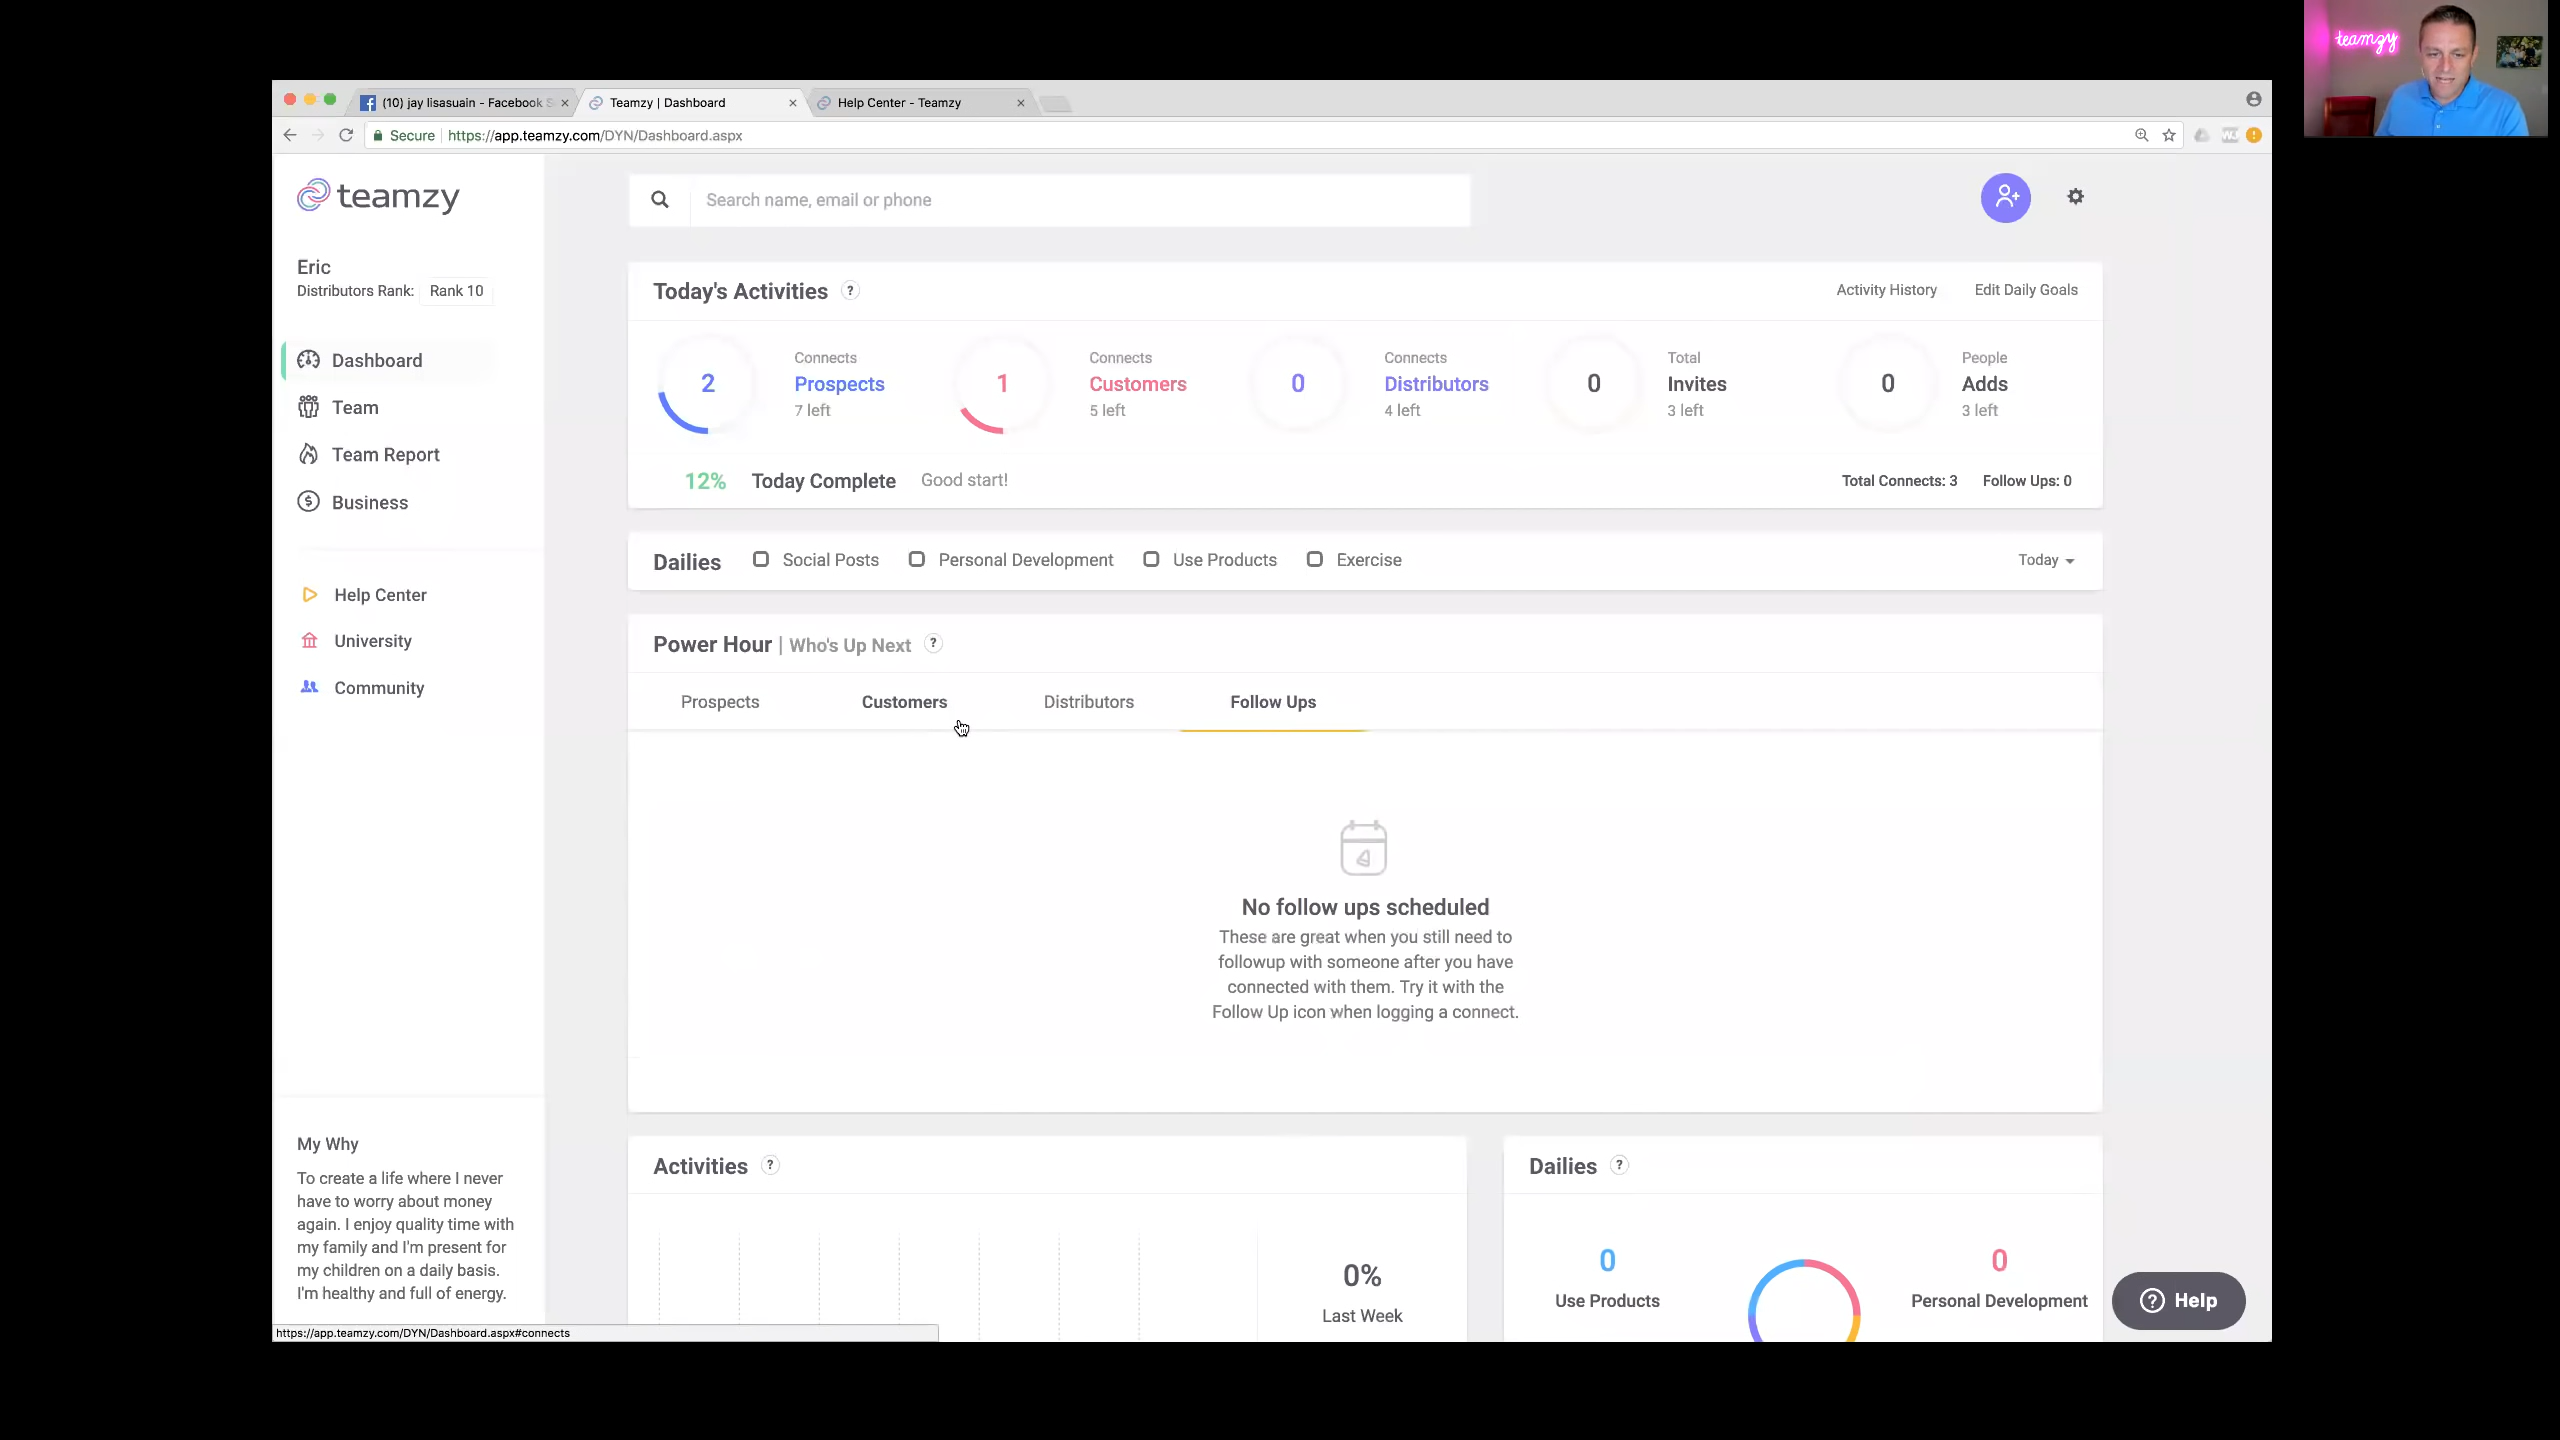 teamzy
(10) jay lisasuain - Facebook S
Teamzy | Dashboard
Help Center - Teamzy
Secure
https://app.teamzy.com/DYN/Dashboard.aspx
teamzy
Search name, email or phone
Eric
Distributors Rank: Rank 10
Dashboard
Team
Team Report
Business
Help Center
University
Community
My Why
To create a life where I never
have to worry about money
again. I enjoy quality time with
my family and I'm present for
my children on a daily basis.
I'm healthy and full of energy.
Today's Activities ?
Activity History
Edit Daily Goals
2
Connects
Prospects
7 left
1
Connects
Customers
5 left
0
Connects
Distributors
4 left
0
Total
Invites
3 left
0
People
Adds
3 left
12% Today Complete Good start!
Total Connects: 3 Follow Ups: 0
Dailies Social Posts Personal Development Use Products Exercise
Today
Power Hour | Who's Up Next ?
Prospects Customers Distributors Follow Ups
No follow ups scheduled
These are great when you still need to
followup with someone after you have
connected with them. Try it with the
Follow Up icon when logging a connect.
Activities ?
0%
Last Week
Dailies ?
0
Use Products
0
Personal Development
? Help
https://app.teamzy.com/DYN/Dashboard.aspx#connects